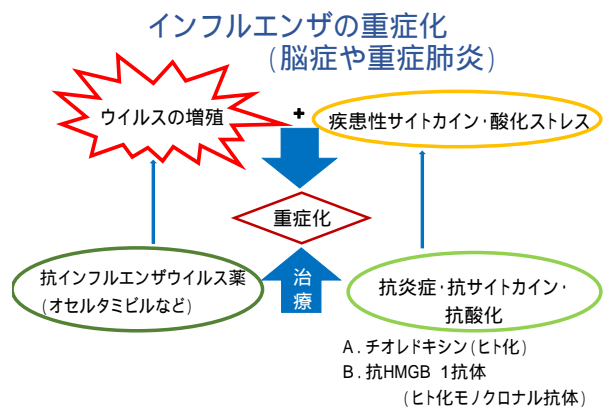 インフルエンザの重症化
(脳症や重症肺炎)
ウイルスの増殖
+
疾患性サイトカイン・酸化ストレス
重症化
抗インフルエンザウイルス薬
(オセルタミビルなど)
治
療
抗炎症・抗サイトカイン・
抗酸化
A．チオレドキシン(ヒト化)
B．抗HMGB 1抗体
(ヒト化モノクロナル抗体)